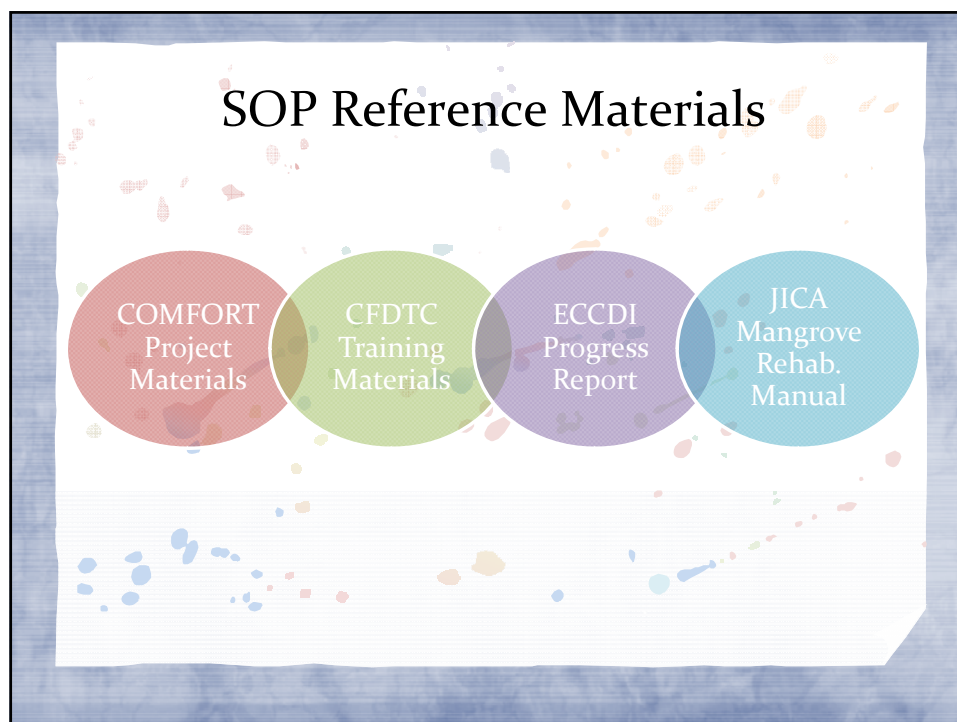 SOP Reference Materials
COMFORT
Project
Materials
CFDTC
Training
Materials
ECCDI
Progress
Report
JICA
Mangrove
Rehab.
Manual